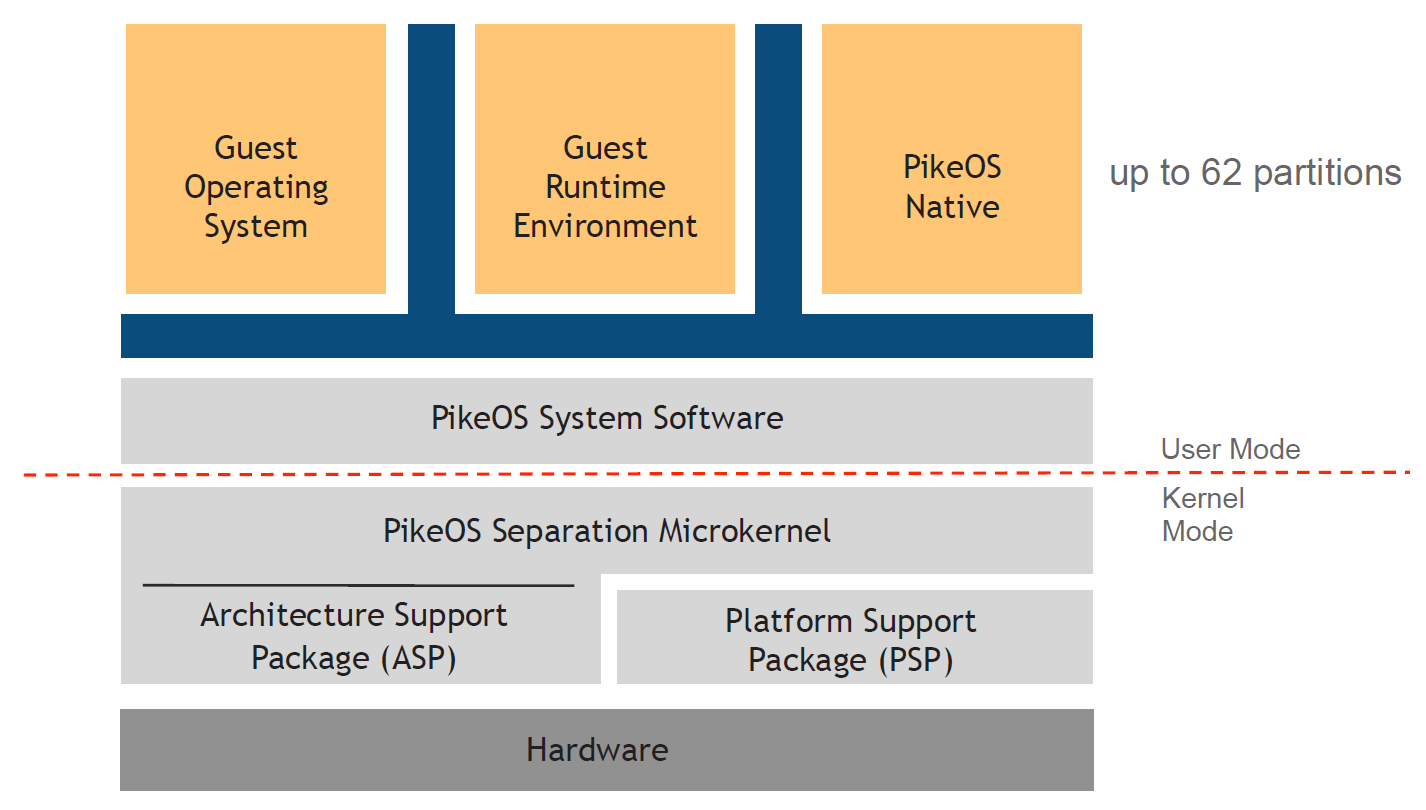 Guest
Operating
System
Guest
Runtime
Environment
PikeOS
Native
up to 62 partitions
PikeOS System Software
User Mode
Kernel
Mode
PikeOS Separation Microkernel
Architecture Support
Package (ASP)
Platform Support
Package (PSP)
Hardware